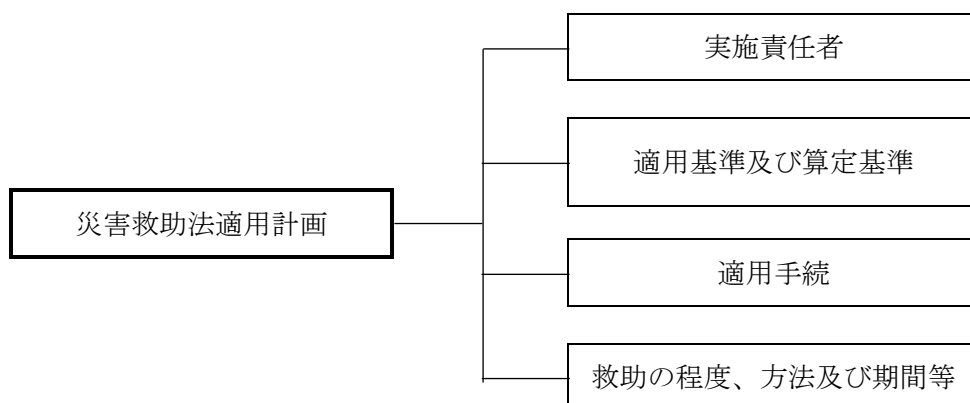 実施責任者
適用基準及び算定基準
災害救助法適用計画
適用手続
救助の程度、方法及び期間等